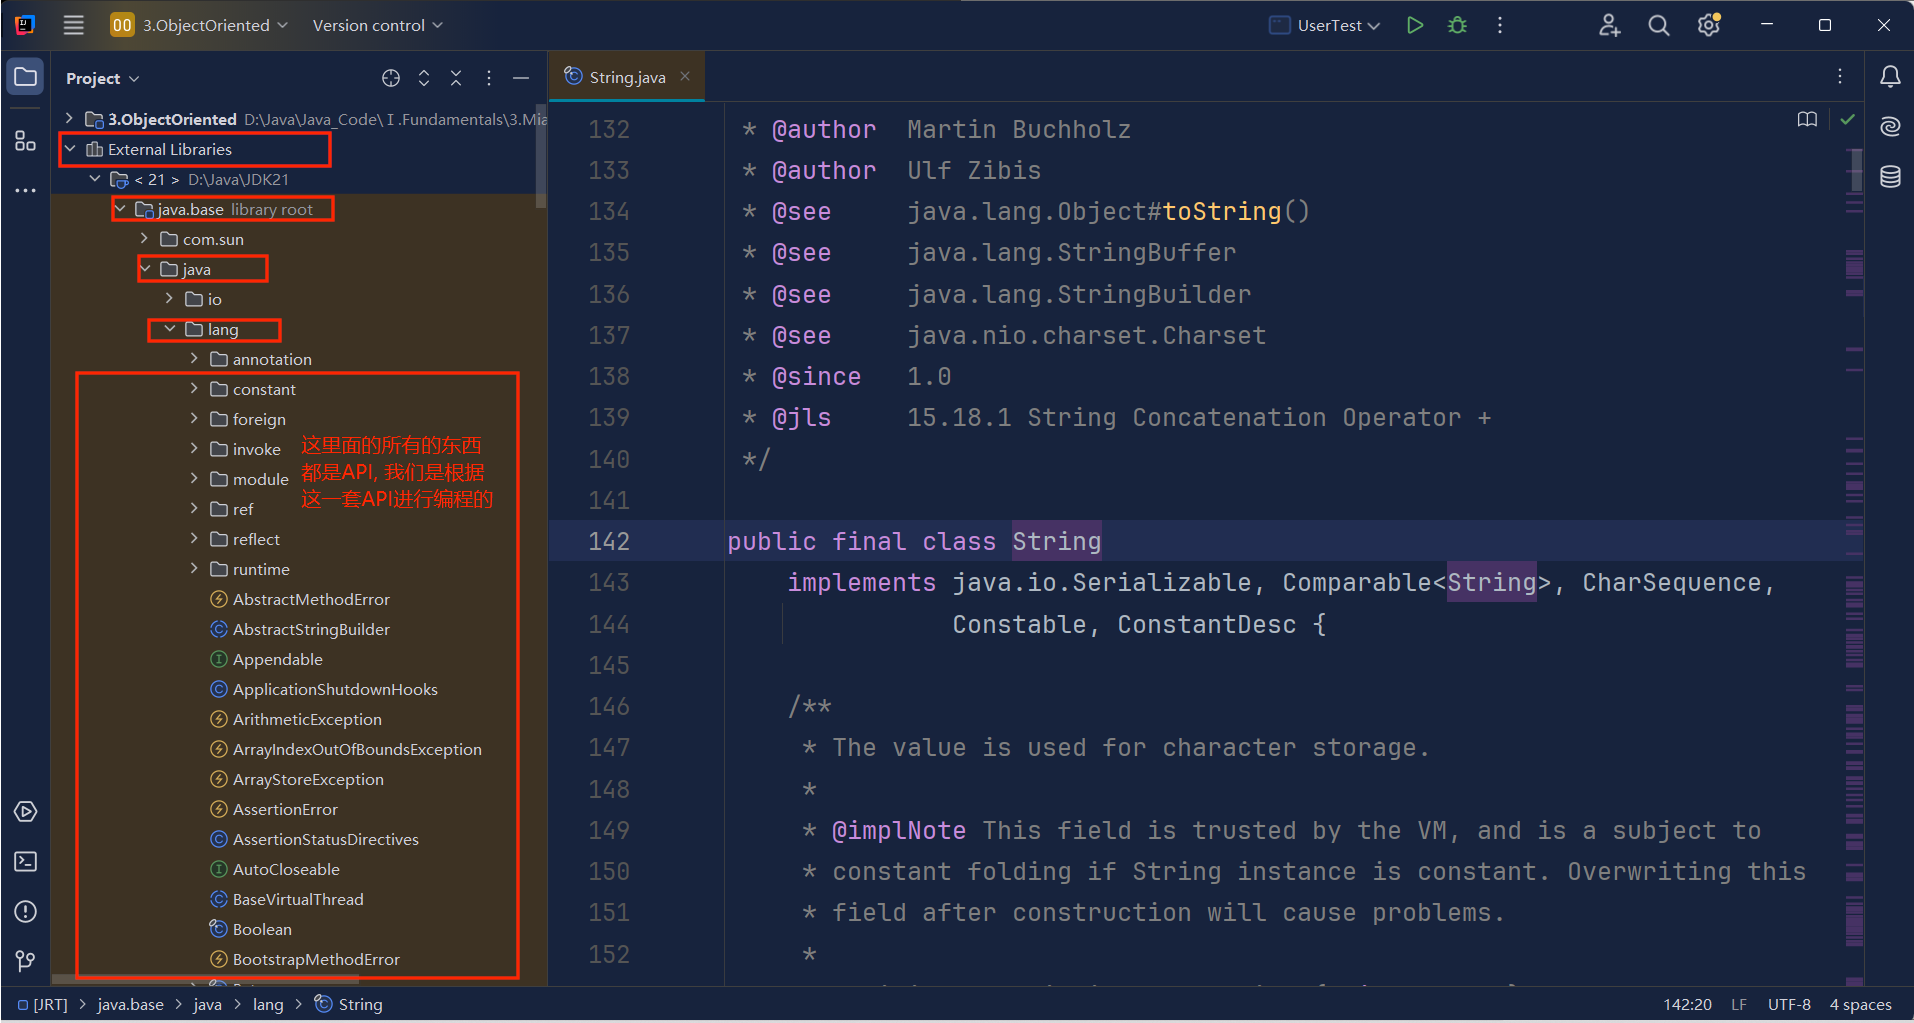 3.ObjectOriented
Version control
UserTest
Project
String.java
3.ObjectOriented D:\Java\Java_Code\Ⅰ.Fundamentals\3.Mia
External Libraries
< 21 > D:\Java\JDK21
java.base library root
com.sun
java
io
lang
annotation
constant
foreign
invoke
module
ref
reflect
runtime
AbstractMethodError
AbstractStringBuilder
Appendable
ApplicationShutdownHooks
ArithmeticException
ArrayIndexOutOfBoundsException
ArrayStoreException
AssertionError
AssertionStatusDirectives
AutoCloseable
BaseVirtualThread
Boolean
BootstrapMethodError
这里面的所有的东西
都是API, 我们是根据
这一套API进行编程的
132 * @author Martin Buchholz
133 * @author Ulf Zibis
134 * @see java.lang.Object#toString()
135 * @see java.lang.StringBuffer
136 * @see java.lang.StringBuilder
137 * @see java.nio.charset.Charset
138 * @since 1.0
139 * @jls 15.18.1 String Concatenation Operator +
140 */
141
142 public final class String
143 implements java.io.Serializable, Comparable<String>, CharSequence,
144 Constable, ConstantDesc {
145
146 /**
147 * The value is used for character storage.
148 *
149 * @implNote This field is trusted by the VM, and is a subject to
150 * constant folding if String instance is constant. Overwriting this
151 * field after construction will cause problems.
152 *
[JRT] > java.base > java > lang > String
142:20 LF UTF-8 4 spaces